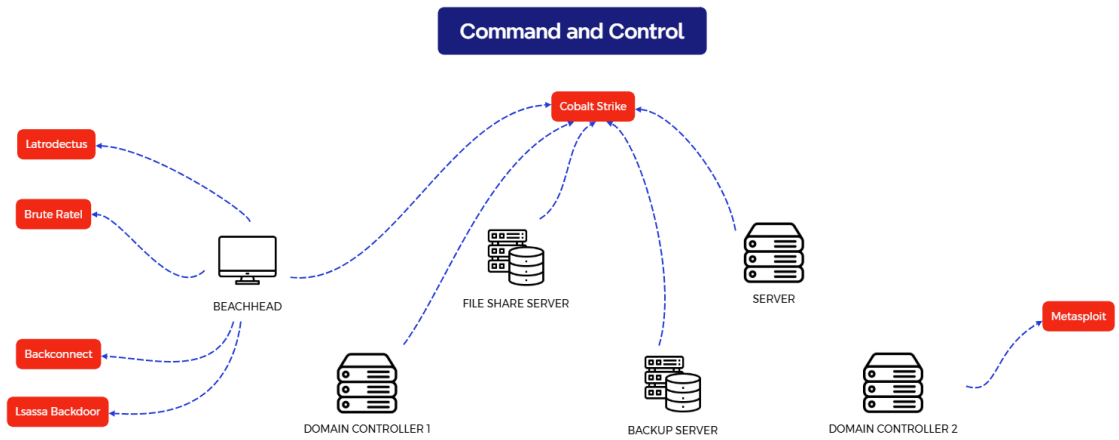 Command and Control
Cobalt Strike
Latrodectus
Brute Ratel
BEACHHEAD
FILE SHARE SERVER
SERVER
Metasploit
Backconnect
Lsassa Backdoor
DOMAIN CONTROLLER 1
BACKUP SERVER
DOMAIN CONTROLLER 2